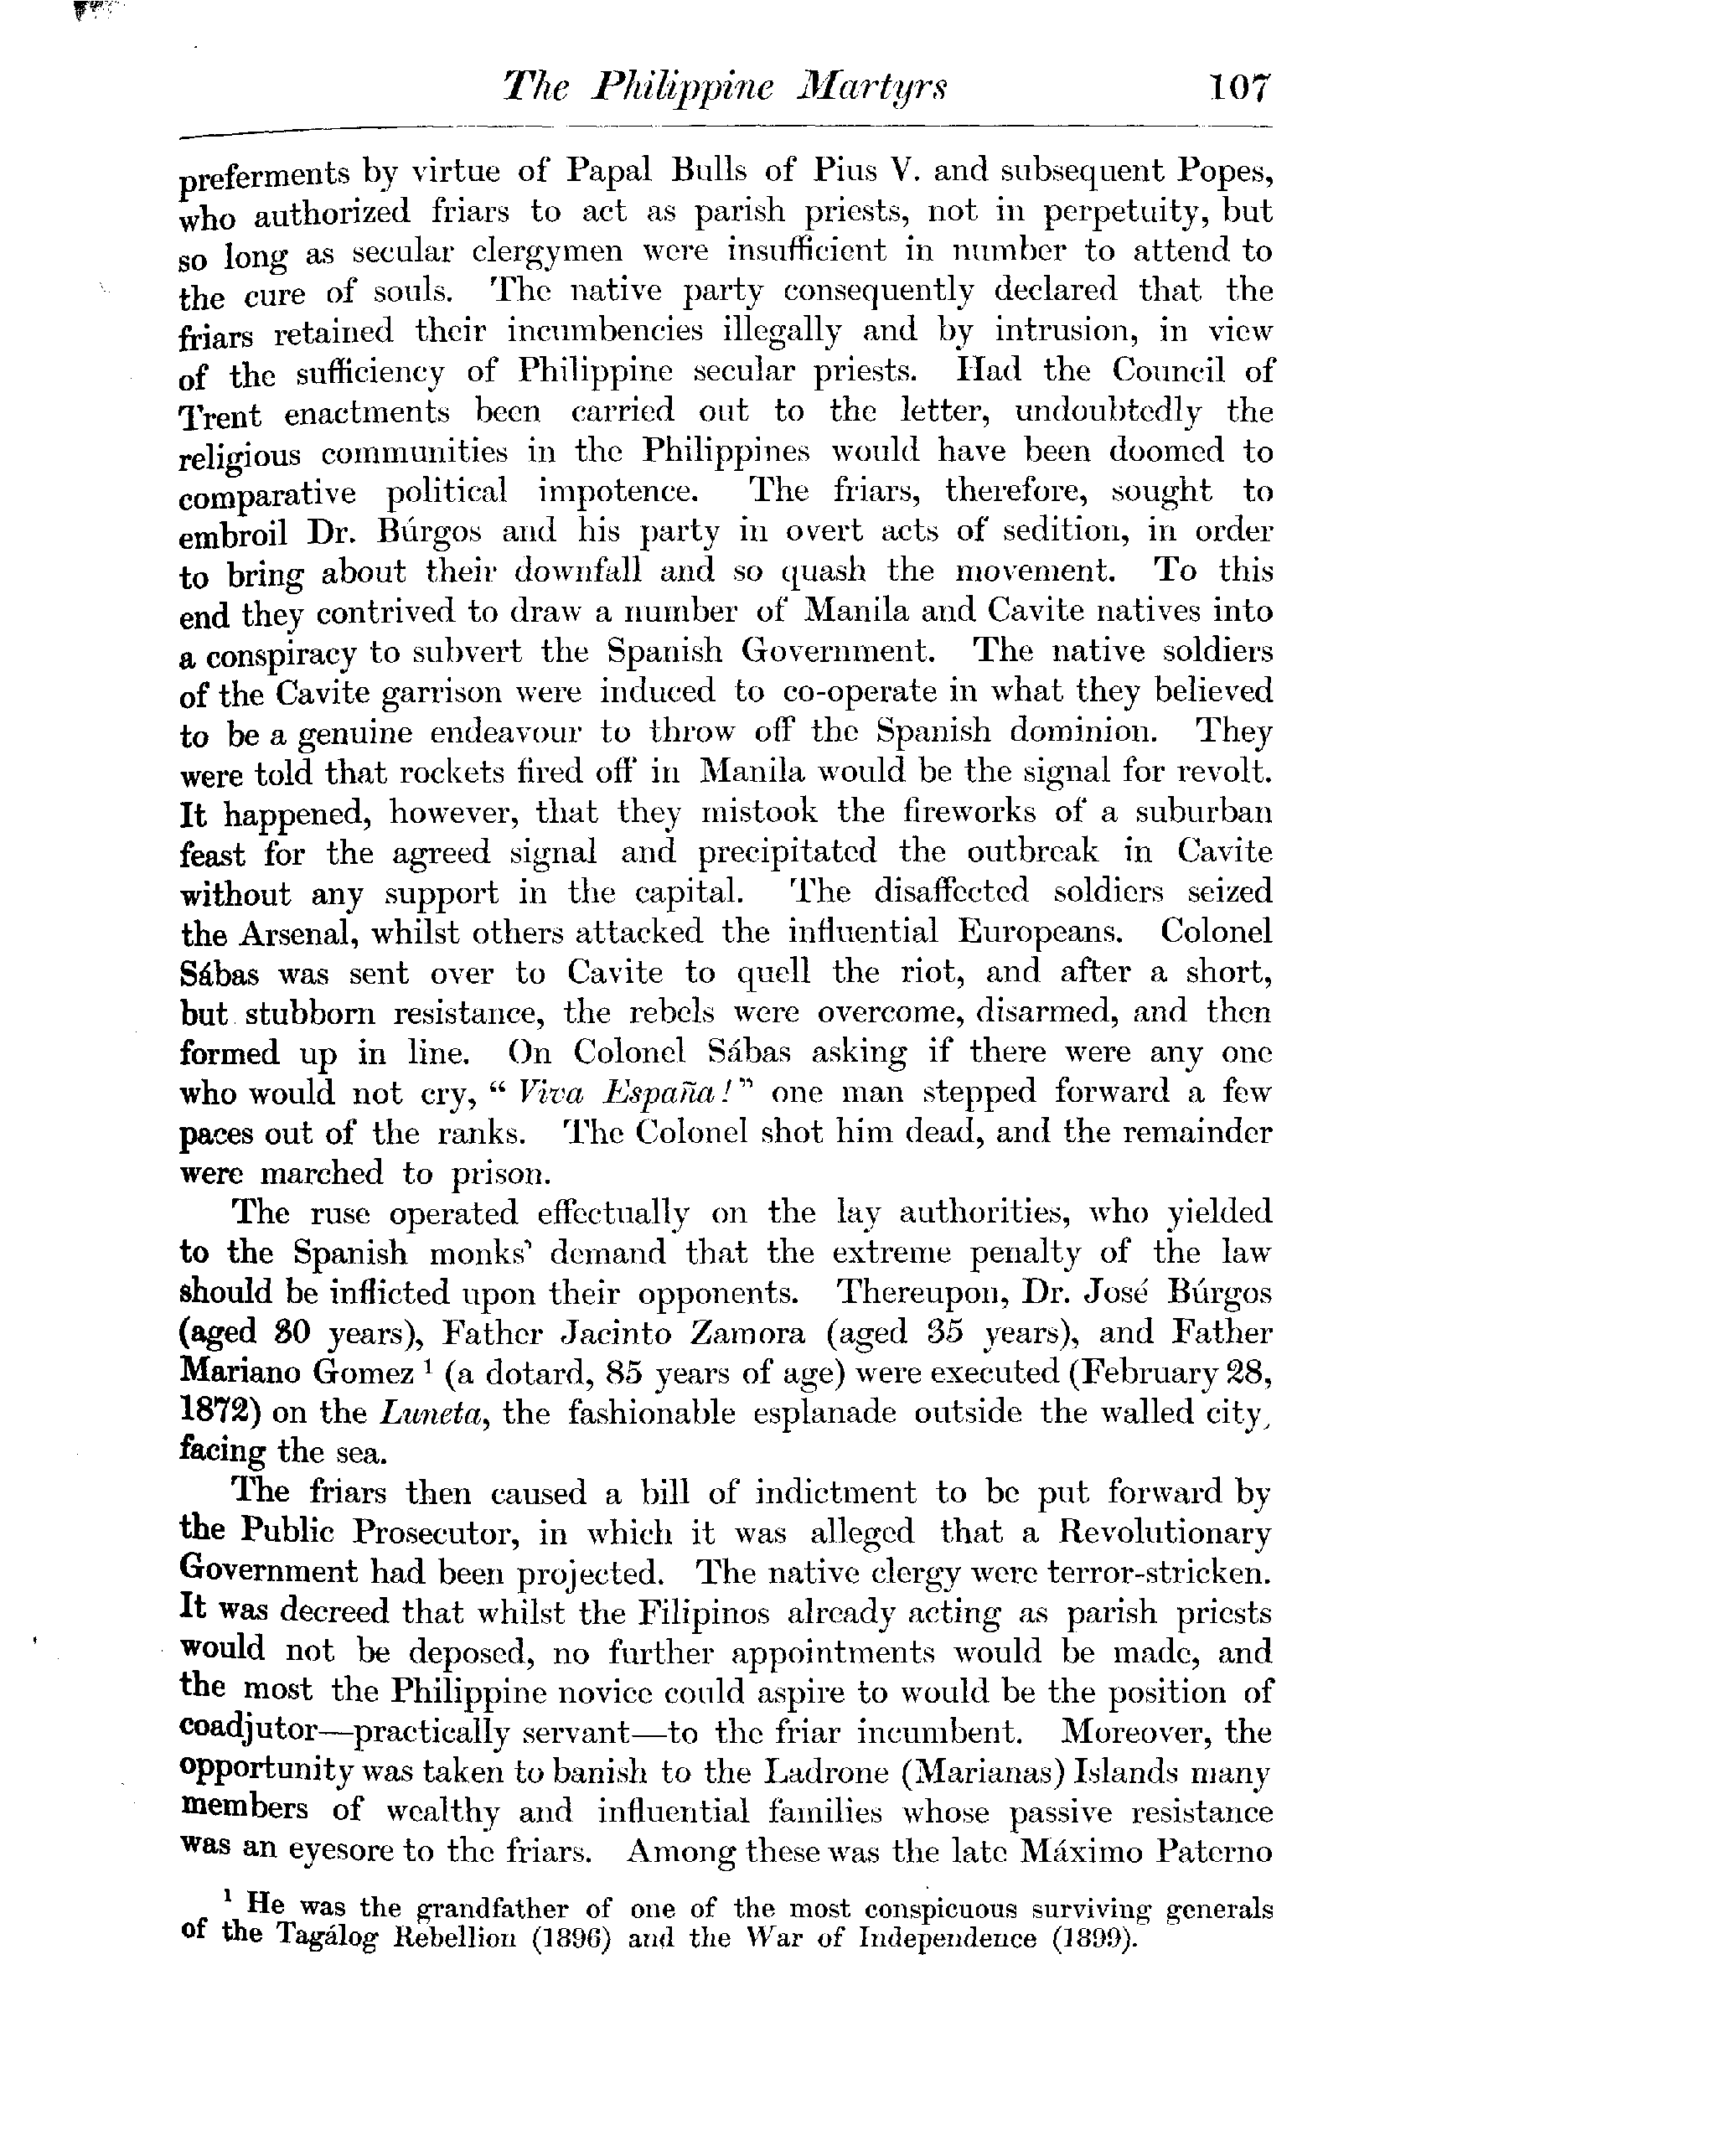 The Philippine Martyrs 107
preferments by virtue of Papal Bulls of Pius V. and subsequent Popes,
who authorized friars to act as parish priests, not in perpetuity, but
so long as secular clergymen were insufficient in number to attend to
the cure of souls. The native party consequently declared that the
friars retained their incumbencies illegally and by intrusion, in view
of the sufficiency of Philippine secular priests. Had the Council of
Trent enactments been carried out to the letter, undoubtedly the
religious communities in the Philippines would have been doomed to
comparative political impotence. The friars, therefore, sought to
embroil Dr. Búrgos and his party in overt acts of sedition, in order
to bring about their downfall and so quash the movement. To this
end they contrived to draw a number of Manila and Cavite natives into
a conspiracy to subvert the Spanish Government. The native soldiers
of the Cavite garrison were induced to co-operate in what they believed
to be a genuine endeavour to throw off the Spanish dominion. They
were told that rockets fired off in Manila would be the signal for revolt.
It happened, however, that they mistook the fireworks of a suburban
feast for the agreed signal and precipitated the outbreak in Cavite
without any support in the capital. The disaffected soldiers seized
the Arsenal, whilst others attacked the influential Europeans. Colonel
Sábas was sent over to Cavite to quell the riot, and after a short,
but stubborn resistance, the rebels were overcome, disarmed, and then
formed up in line. On Colonel Sábas asking if there were any one
who would not cry, “ Viva España!” one man stepped forward a few
paces out of the ranks. The Colonel shot him dead, and the remainder
were marched to prison.
The ruse operated effectually on the lay authorities, who yielded
to the Spanish monks’ demand that the extreme penalty of the law
should be inflicted upon their opponents. Thereupon, Dr. José Búrgos
(aged 30 years), Father Jacinto Zamora (aged 35 years), and Father
Mariano Gomez ¹ (a dotard, 85 years of age) were executed (February 28,
1872) on the Luneta, the fashionable esplanade outside the walled city,
facing the sea.
The friars then caused a bill of indictment to be put forward by
the Public Prosecutor, in which it was alleged that a Revolutionary
Government had been projected. The native clergy were terror-stricken.
It was decreed that whilst the Filipinos already acting as parish priests
would not be deposed, no further appointments would be made, and
the most the Philippine novice could aspire to would be the position of
coadjutor—practically servant—to the friar incumbent. Moreover, the
opportunity was taken to banish to the Ladrone (Marianas) Islands many
members of wealthy and influential families whose passive resistance
was an eyesore to the friars. Among these was the late Máximo Paterno
¹ He was the grandfather of one of the most conspicuous surviving generals
of the Tagálog Rebellion (1896) and the War of Independence (1899).